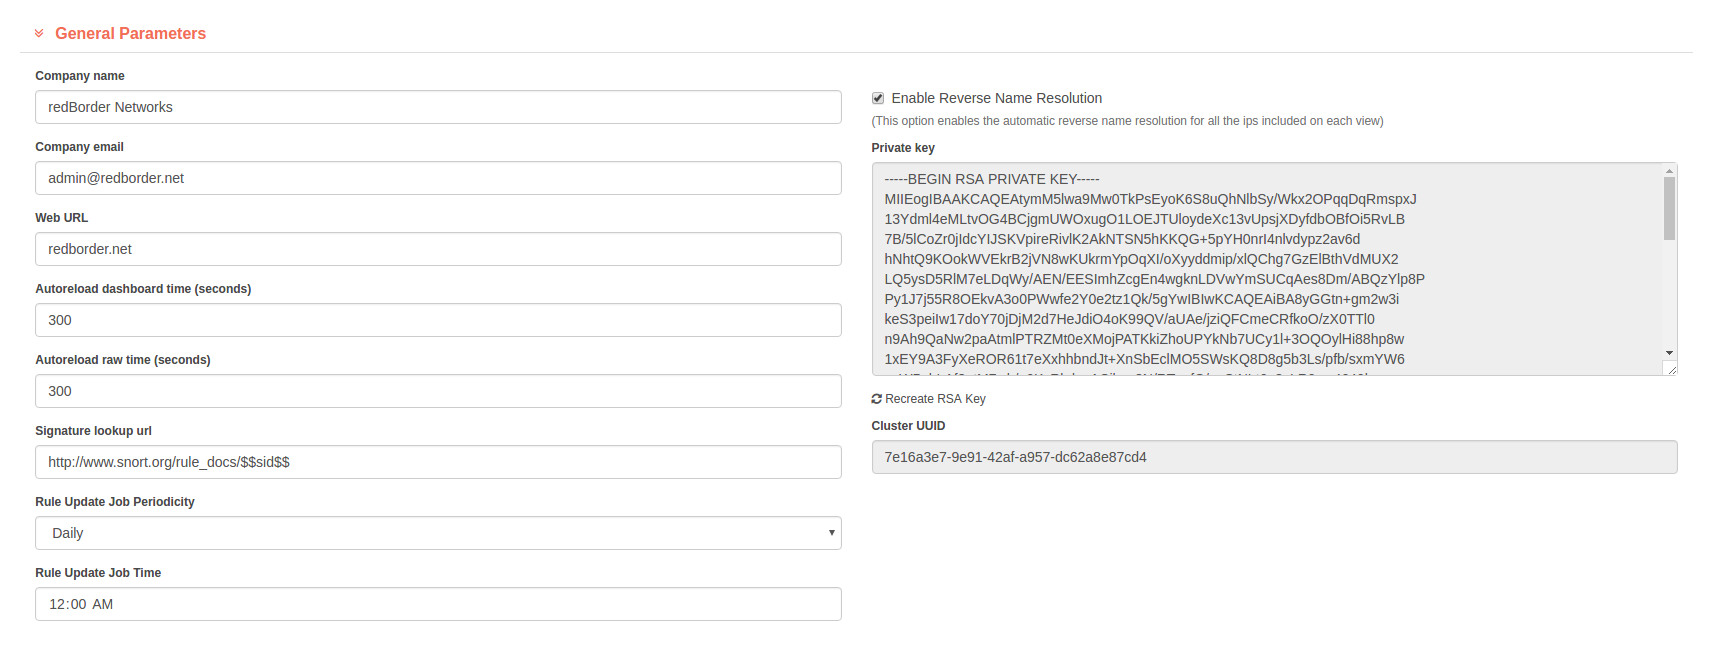 General Parameters
Company name
redBorder Networks
Company email
admin@redborder.net
Web URL
redborder.net
Autoreload dashboard time (seconds)
300
Autoreload raw time (seconds)
300
Signature lookup url
http://www.snort.org/rule_docs/$$sid$$
Rule Update Job Periodicity
Daily
Rule Update Job Time
12:00 AM
Enable Reverse Name Resolution
(This option enables the automatic reverse name resolution for all the ips included on each view)
Private key
-----BEGIN RSA PRIVATE KEY-----
MIIEogIBAAKCAQEAtymM5lwa9Mw0TkPsEyoK6S8uQhNlbSy/Wkx2OPqqDqRmspxJ
13Ydml4eMLtvOG4BCjgmUWOxugO1LOEJTUloydeXc13vUpsjXDyfdbOBfOi5RvLB
7B/5lCoZr0jIdcYIJSKVpireRivlK2AkNTSN5hKKQG+5pYH0nrI4nlvdypz2av6d
hNhtQ9KOokWVEkrB2jVN8wKUkrmYpOqXI/oXyyddmip/xlQChg7GzElBthVdMUX2
LQ5ysD5RlM7eLDqWy/AEN/EESImhZcgEn4wgknLDVwYmSUCqAes8Dm/ABQzYlp8P
Py1J7j55R8OEkvA3o0PWwfe2Y0e2tz1Qk/5gYwIBIwKCAQEAiBA8yGGtn+gm2w3i
keS3peiIw17doY70jDjM2d7HeJdiO4oK99QV/aUAe/jziQFCmeCRfkoO/zX0TTl0
n9Ah9QaNw2paAtmlPTRZMt0eXMojPATKkiZhoUPYkNb7UCy1l+3OQOylHi88hp8w
1xEY9A3FyXeROR61t7eXxhhbndJt+XnSbEclMO5SWsKQ8D8g5b3Ls/pfb/sxmYW6
Recreate RSA Key
Cluster UUID
7e16a3e7-9e91-42af-a957-dc62a8e87cd4